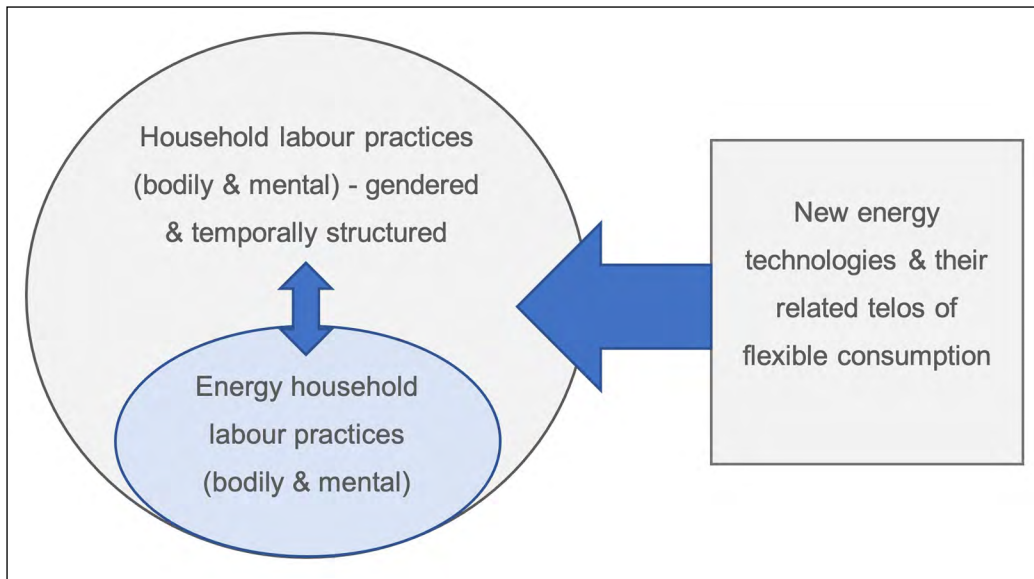 Household labour practices
(bodily & mental) - gendered
& temporally structured
Energy household
labour practices
(bodily & mental)
New energy
technologies & their
related telos of
flexible consumption